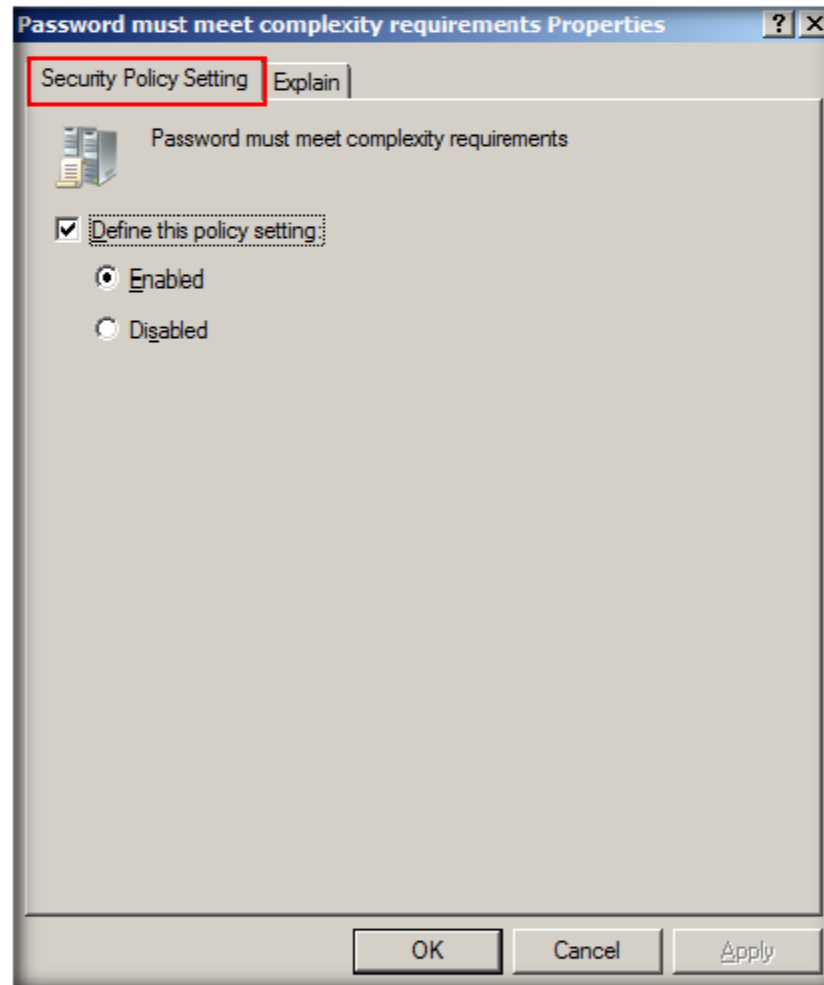 Password must meet complexity requirements Properties
?
Security Policy Setting Explain
Password must meet complexity requirements
Define this policy setting:
Enabled
Disabled
OK Cancel Apply